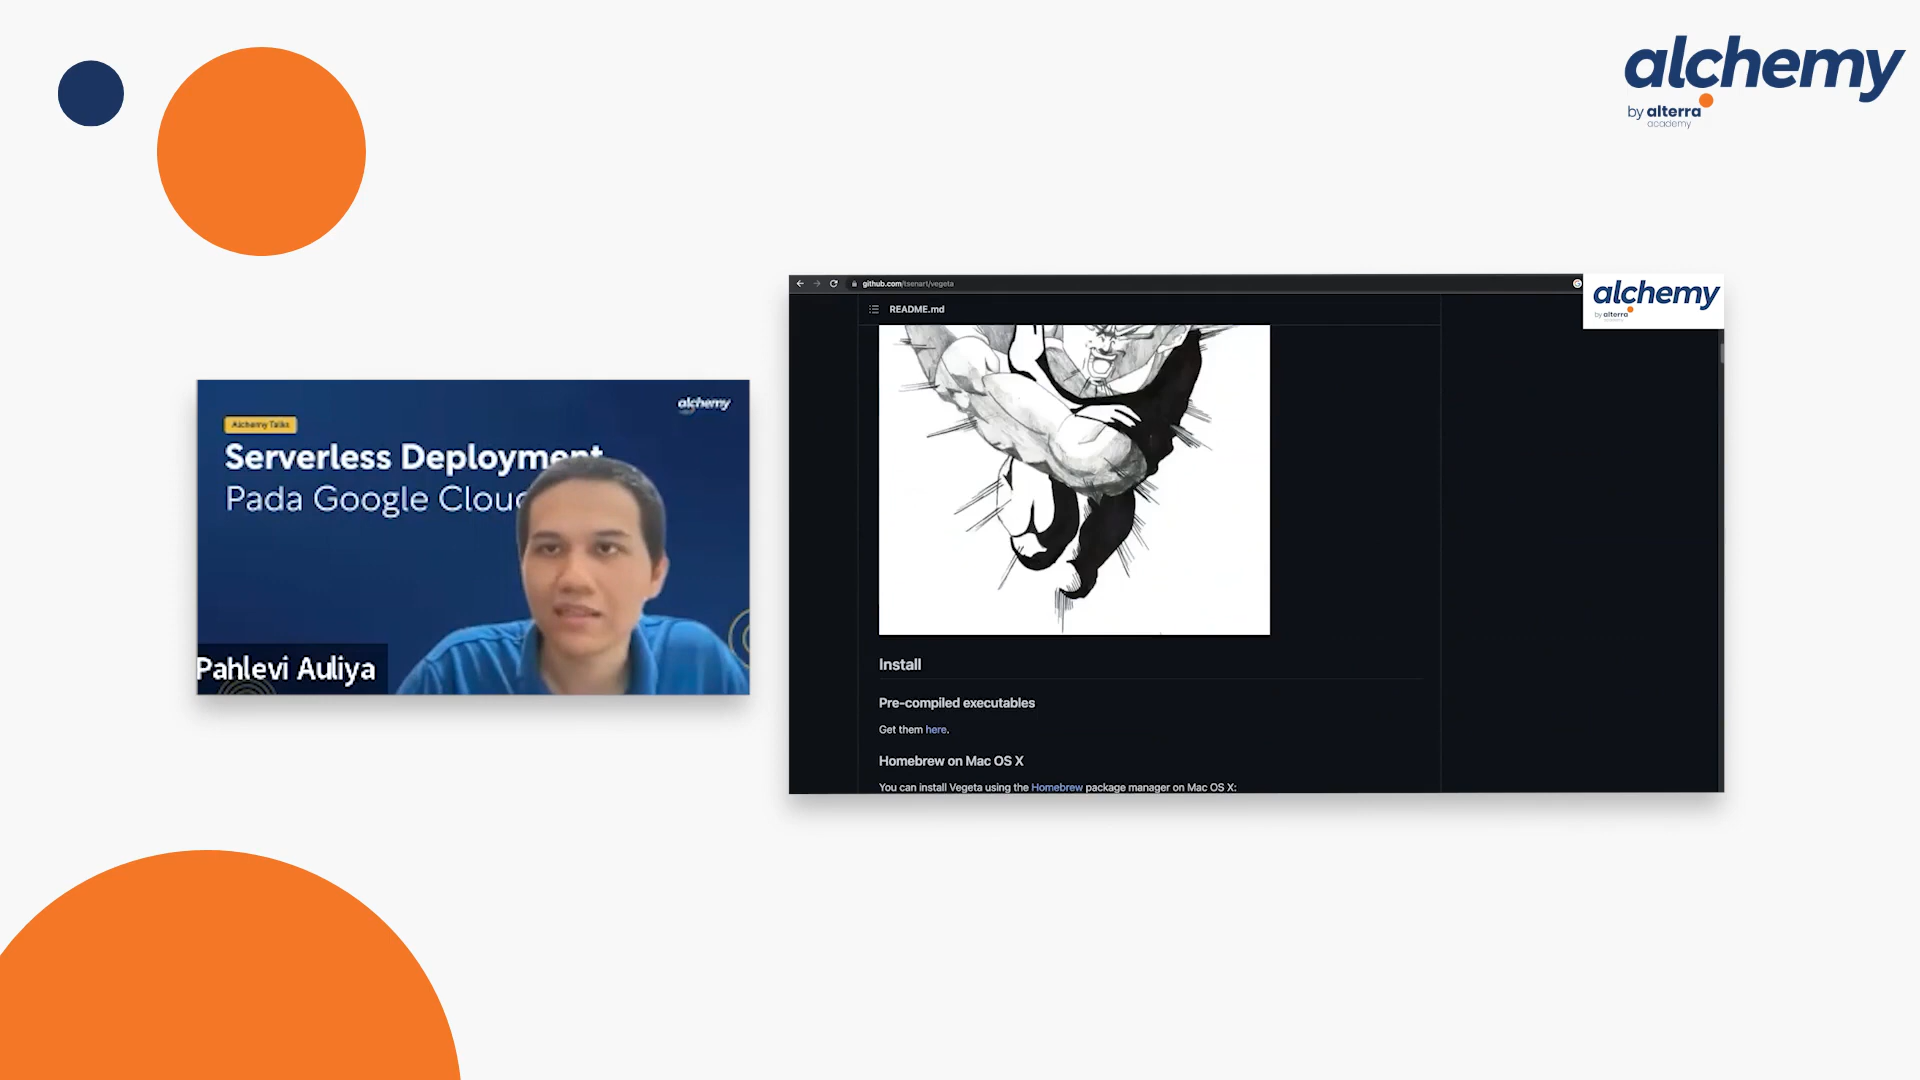 alchemy
by alterra
academy
alchemy
Alchemy Talks
Serverless Deployment
Pada Google Cloud
Pahlevi Auliya
github.com/tsenart/vegeta
alchemy
by alterra
README.md
Install
Pre-compiled executables
Get them here.
Homebrew on Mac OS X
You can install Vegeta using the Homebrew package manager on Mac OS X: